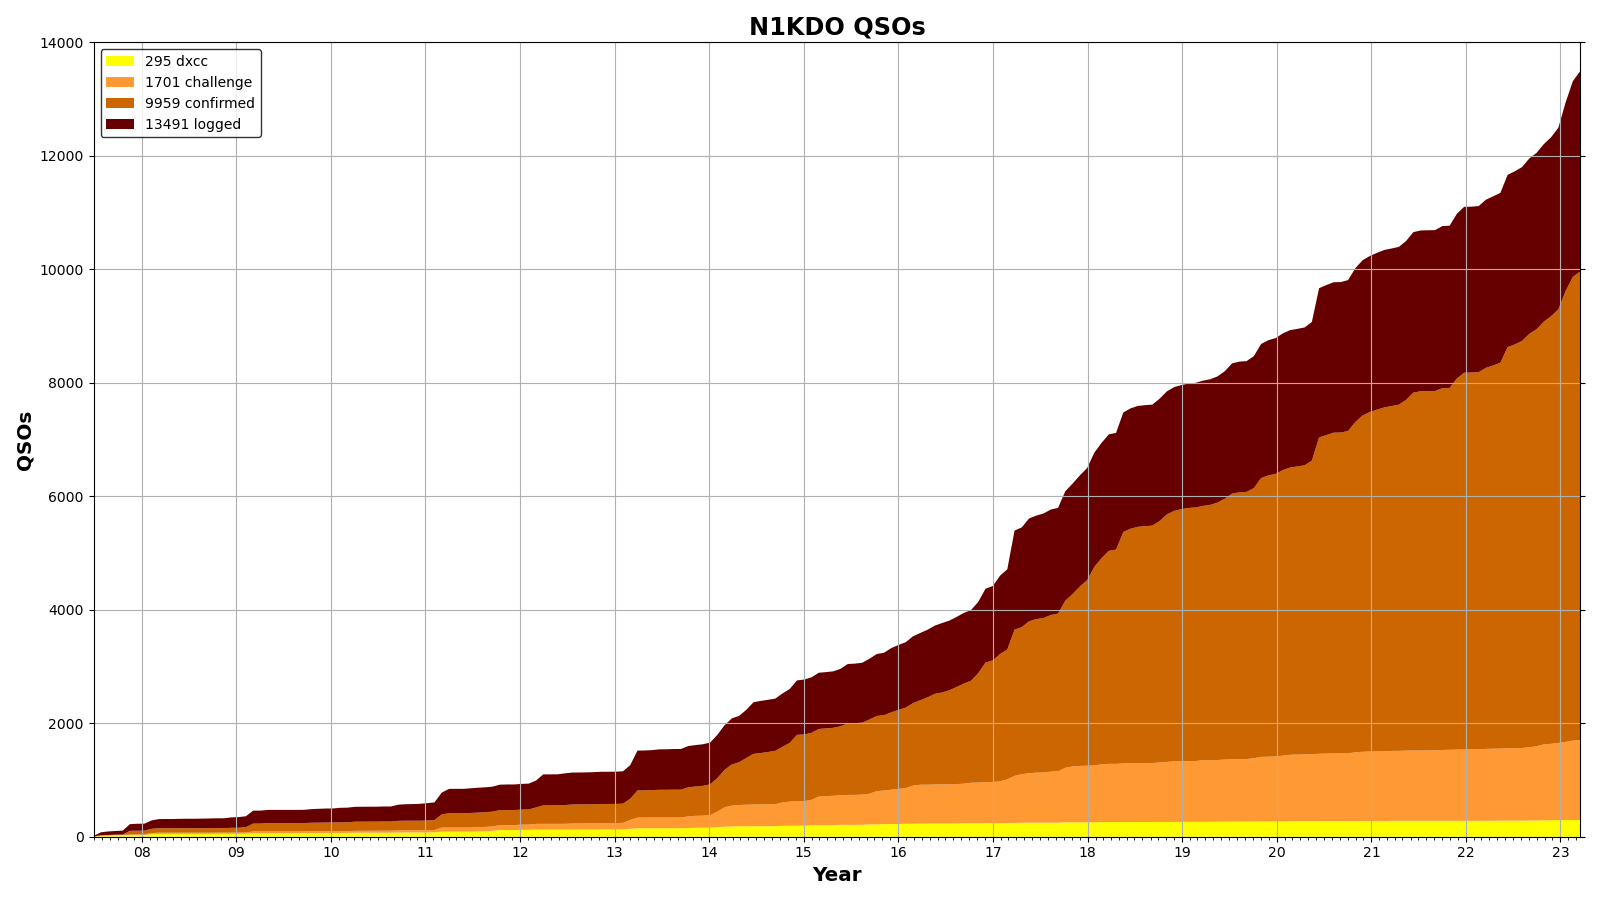 N1KDO QSOs
295 dxcc
1701 challenge
9959 confirmed
13491 logged
14000
12000
10000
8000
6000
4000
2000
0
QSOs
08 09 10 11 12 13 14 15 16 17 18 19 20 21 22 23
Year